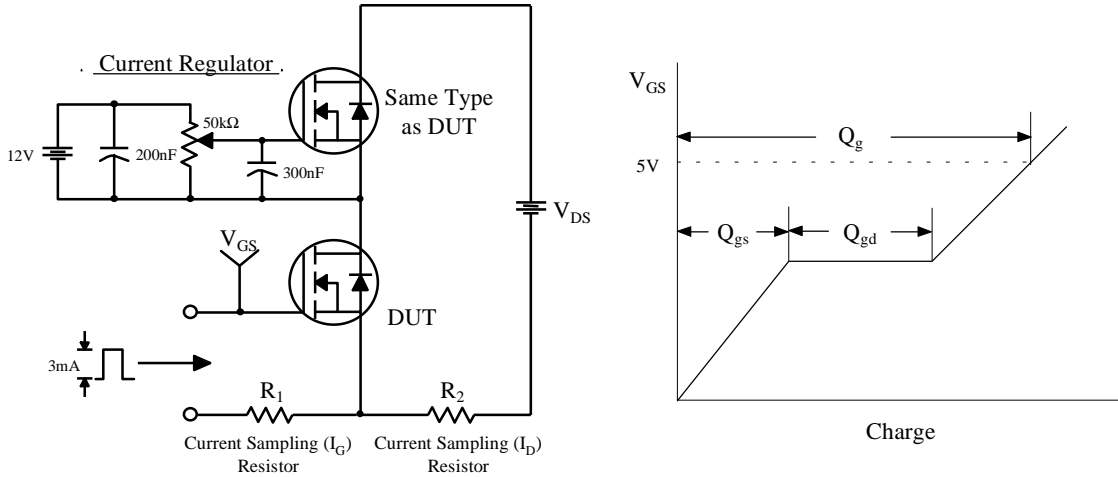 . Current Regulator .
50kΩ
12V
200nF
300nF
Same Type
as DUT
V_DS
V_GS
DUT
3mA
R_1
R_2
Current Sampling (I_G)
Resistor
Current Sampling (I_D)
Resistor
V_GS
Q_g
5V
Q_gs
Q_gd
Charge